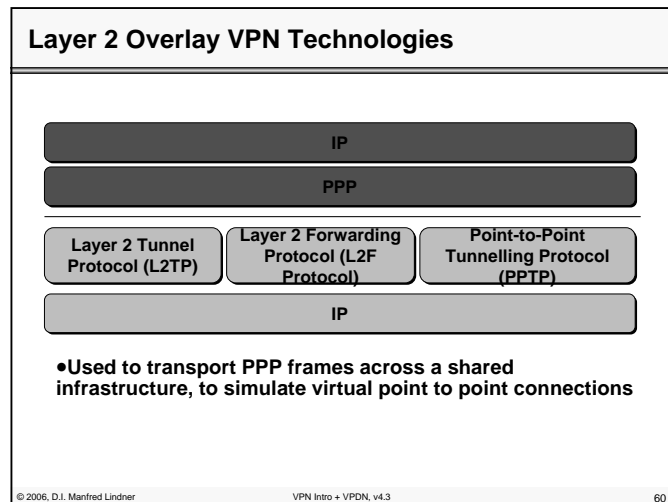 Layer 2 Overlay VPN Technologies
IP
PPP
Layer 2 Tunnel
Protocol (L2TP)
Layer 2 Forwarding
Protocol (L2F
Protocol)
Point-to-Point
Tunnelling Protocol
(PPTP)
IP
•Used to transport PPP frames across a shared
infrastructure, to simulate virtual point to point connections
© 2006, D.I. Manfred Lindner
VPN Intro + VPDN, v4.3
60